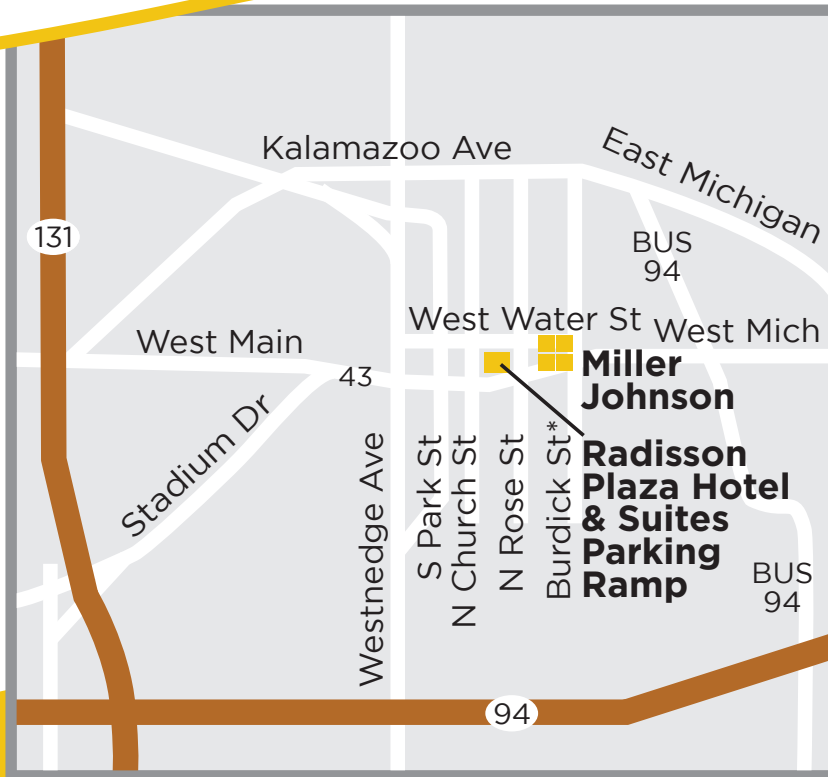 Kalamazoo Ave
East Michigan
131
BUS
94
West Water St
West Mich
West Main
43
Miller
Johnson
Stadium Dr
Westnedge Ave
S Park St
N Church St
N Rose St
Burdick St*
Radisson
Plaza Hotel
& Suites
Parking
Ramp
BUS
94
94